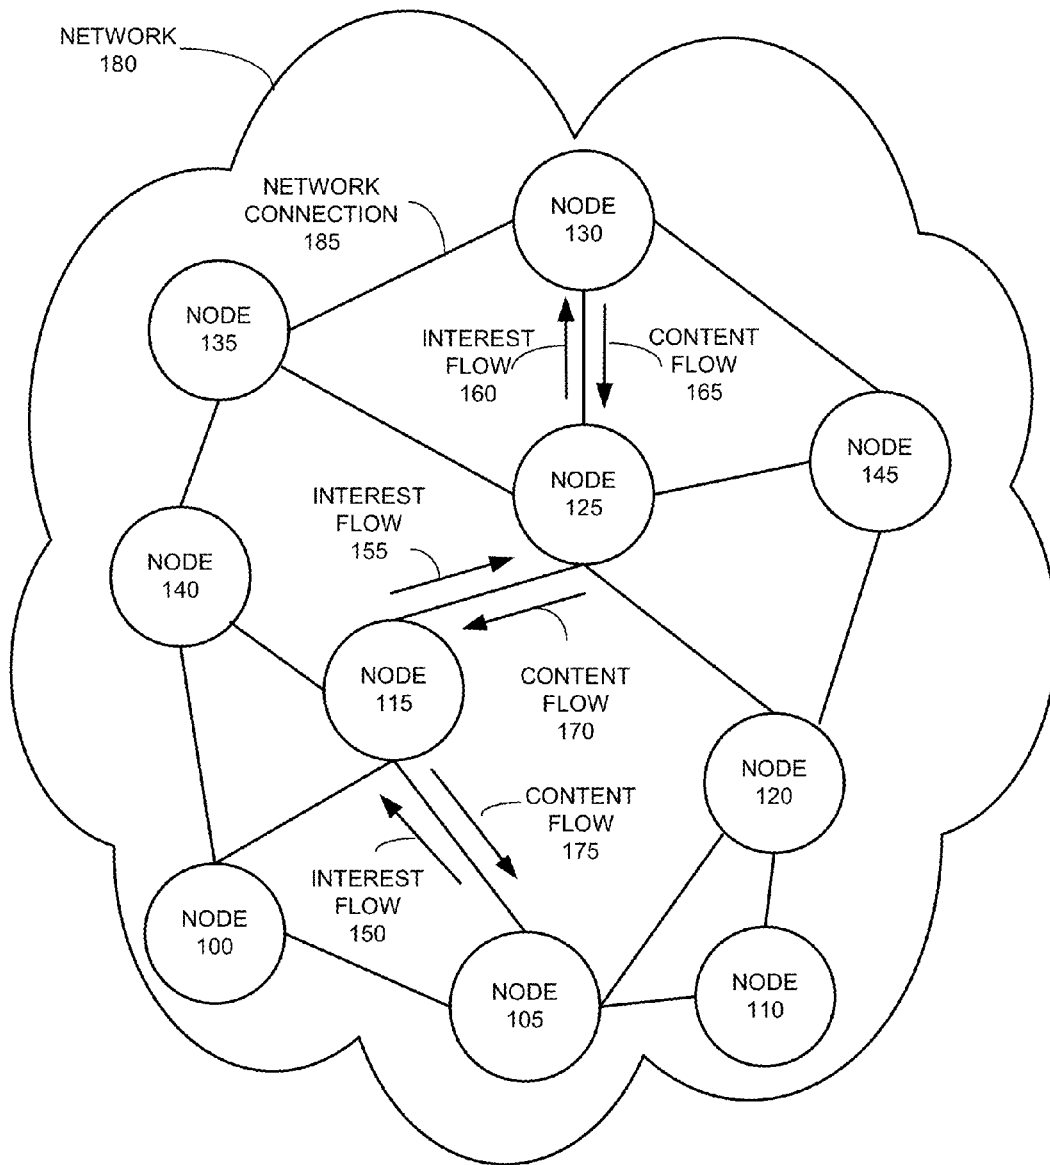 NETWORK
180
NETWORK
CONNECTION
185
NODE
130
NODE
135
INTEREST
FLOW
160
CONTENT
FLOW
165
NODE
145
NODE
125
INTEREST
FLOW
155
NODE
140
NODE
115
CONTENT
FLOW
170
NODE
120
CONTENT
FLOW
175
INTEREST
FLOW
150
NODE
100
NODE
105
NODE
110